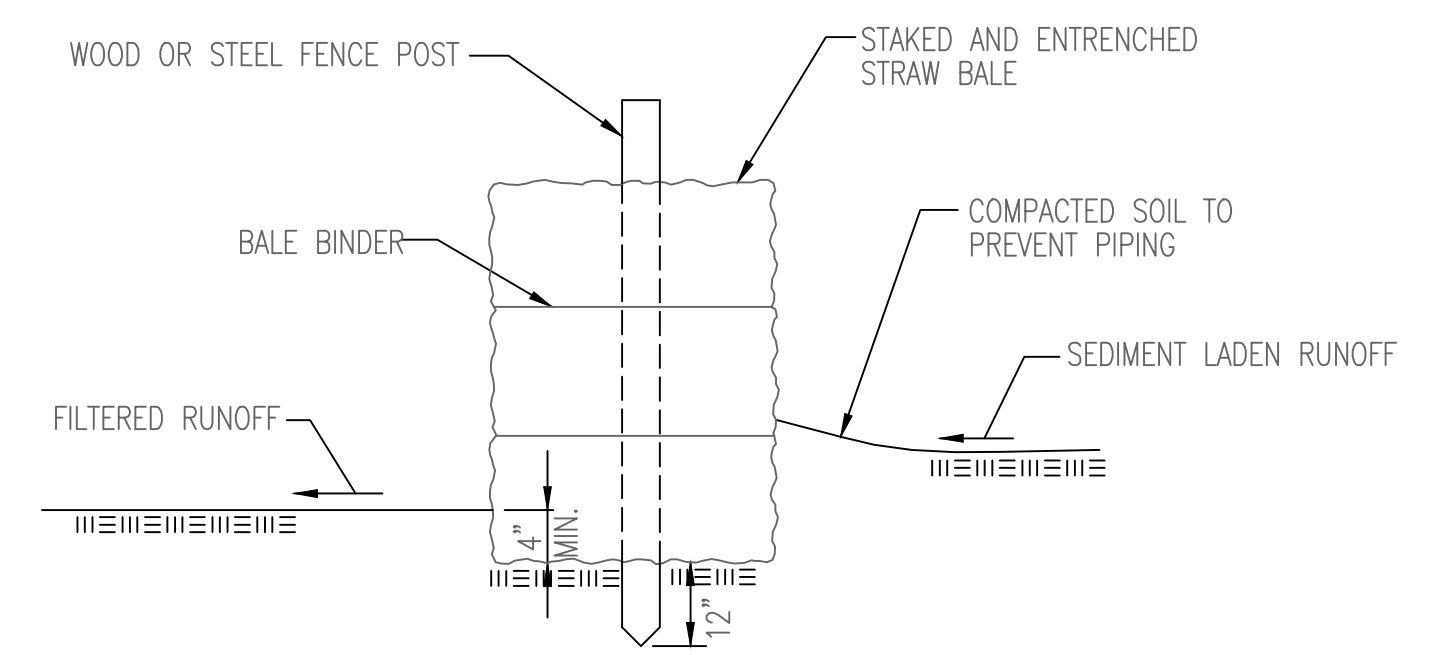 WOOD OR STEEL FENCE POST
STAKED AND ENTRENCHED
STRAW BALE
BALE BINDER
COMPACTED SOIL TO
PREVENT PIPING
SEDIMENT LADEN RUNOFF
FILTERED RUNOFF
4"
MIN.
12"